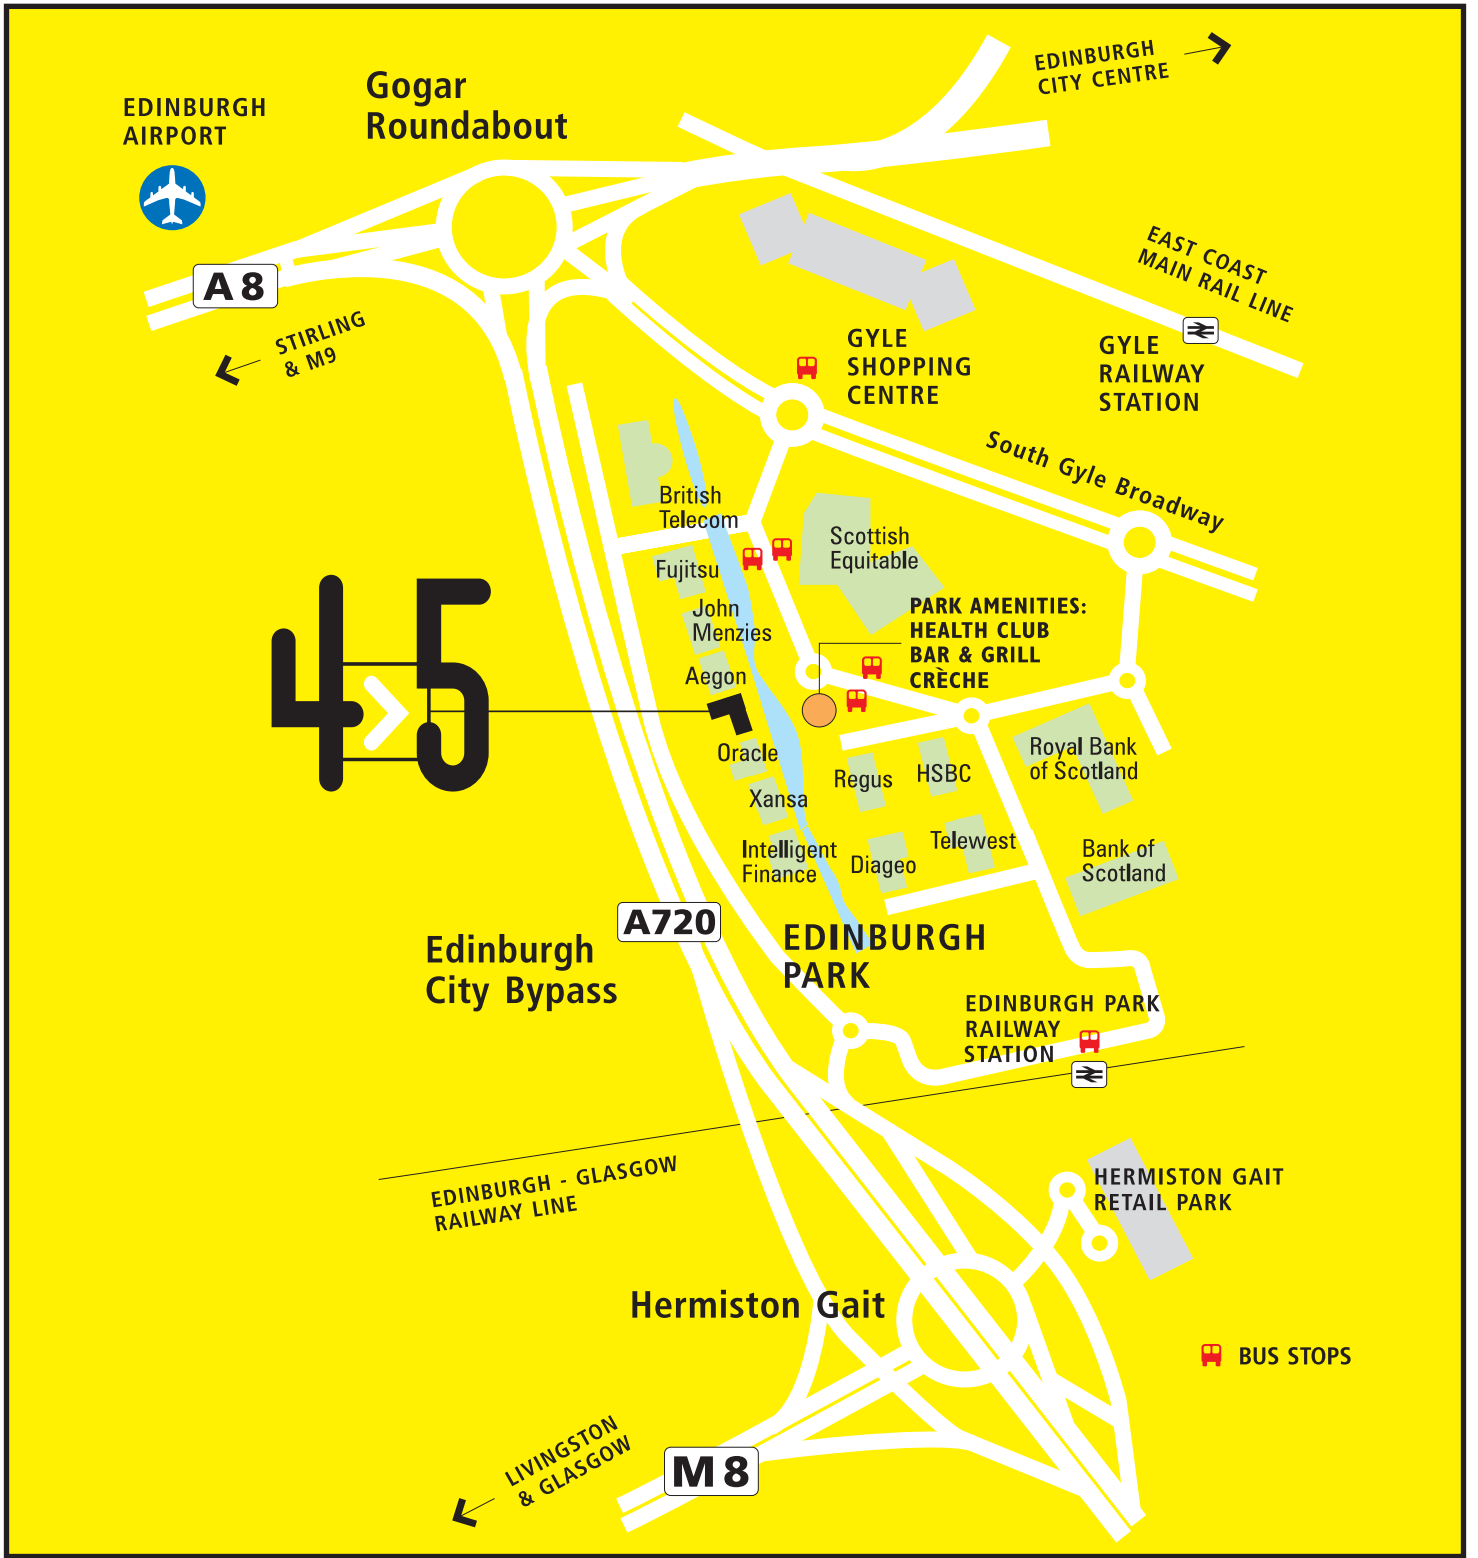 EDINBURGH
CITY CENTRE
Gogar
Roundabout
EDINBURGH
AIRPORT
A8
STIRLING
& M9
EAST COAST
MAIN RAIL LINE
GYLE
SHOPPING
CENTRE
GYLE
RAILWAY
STATION
South Gyle Broadway
British
Telecom
Scottish
Equitable
Fujitsu
John
Menzies
PARK AMENITIES:
HEALTH CLUB
BAR & GRILL
CRÈCHE
Aegon
4 5
Oracle
Regus
HSBC
Royal Bank
of Scotland
Xansa
Intelligent
Finance
Diageo
Telewest
Bank of
Scotland
A720
Edinburgh
City Bypass
EDINBURGH
PARK
EDINBURGH PARK
RAILWAY
STATION
EDINBURGH - GLASGOW
RAILWAY LINE
HERMISTON GAIT
RETAIL PARK
Hermiston Gait
BUS STOPS
LIVINGSTON
& GLASGOW
M8